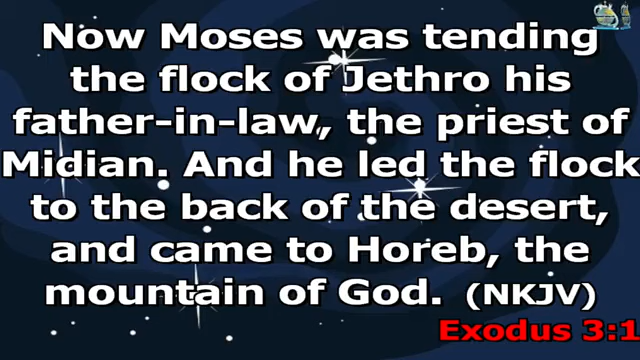 Now Moses was tending
the flock of Jethro his
father-in-law, the priest of
Midian. And he led the flock
to the back of the desert,
and came to Horeb, the
mountain of God. (NKJV)
Exodus 3:1